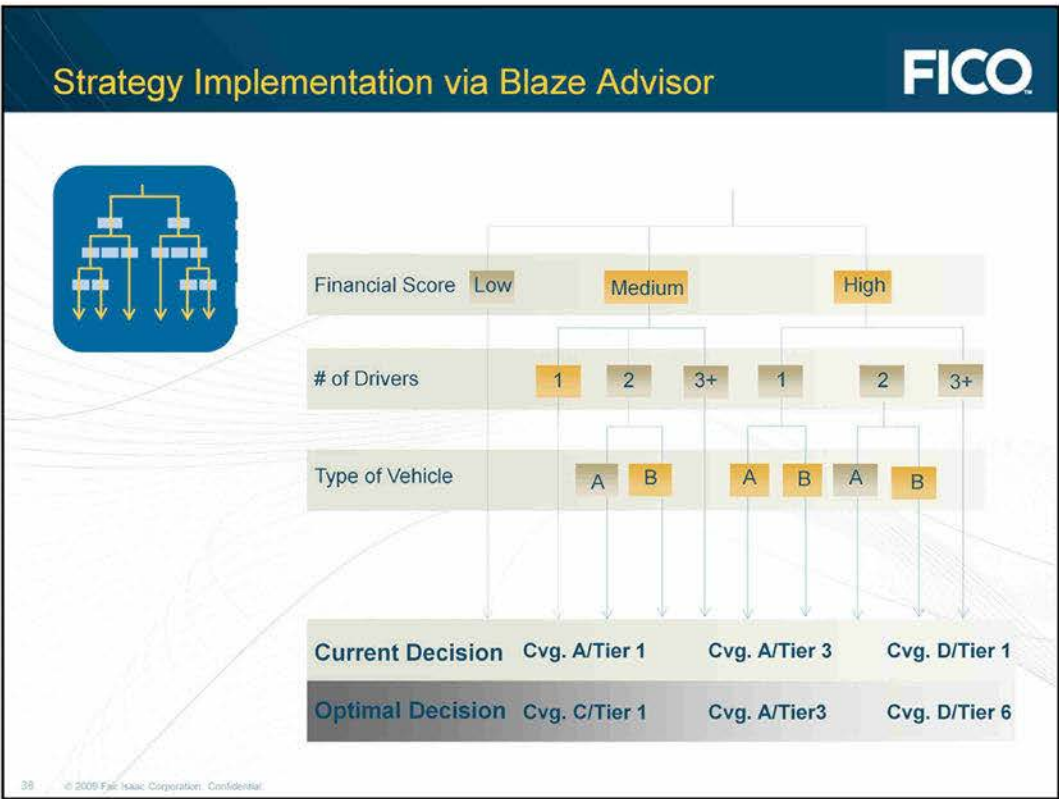 Strategy Implementation via Blaze Advisor
FICO™
Financial Score Low Medium High
# of Drivers 1 2 3+ 1 2 3+
Type of Vehicle A B A B A B
Current Decision Cvg. A/Tier 1 Cvg. A/Tier 3 Cvg. D/Tier 1
Optimal Decision Cvg. C/Tier 1 Cvg. A/Tier3 Cvg. D/Tier 6
© 2009 Fair Isaac Corporation. Confidential.